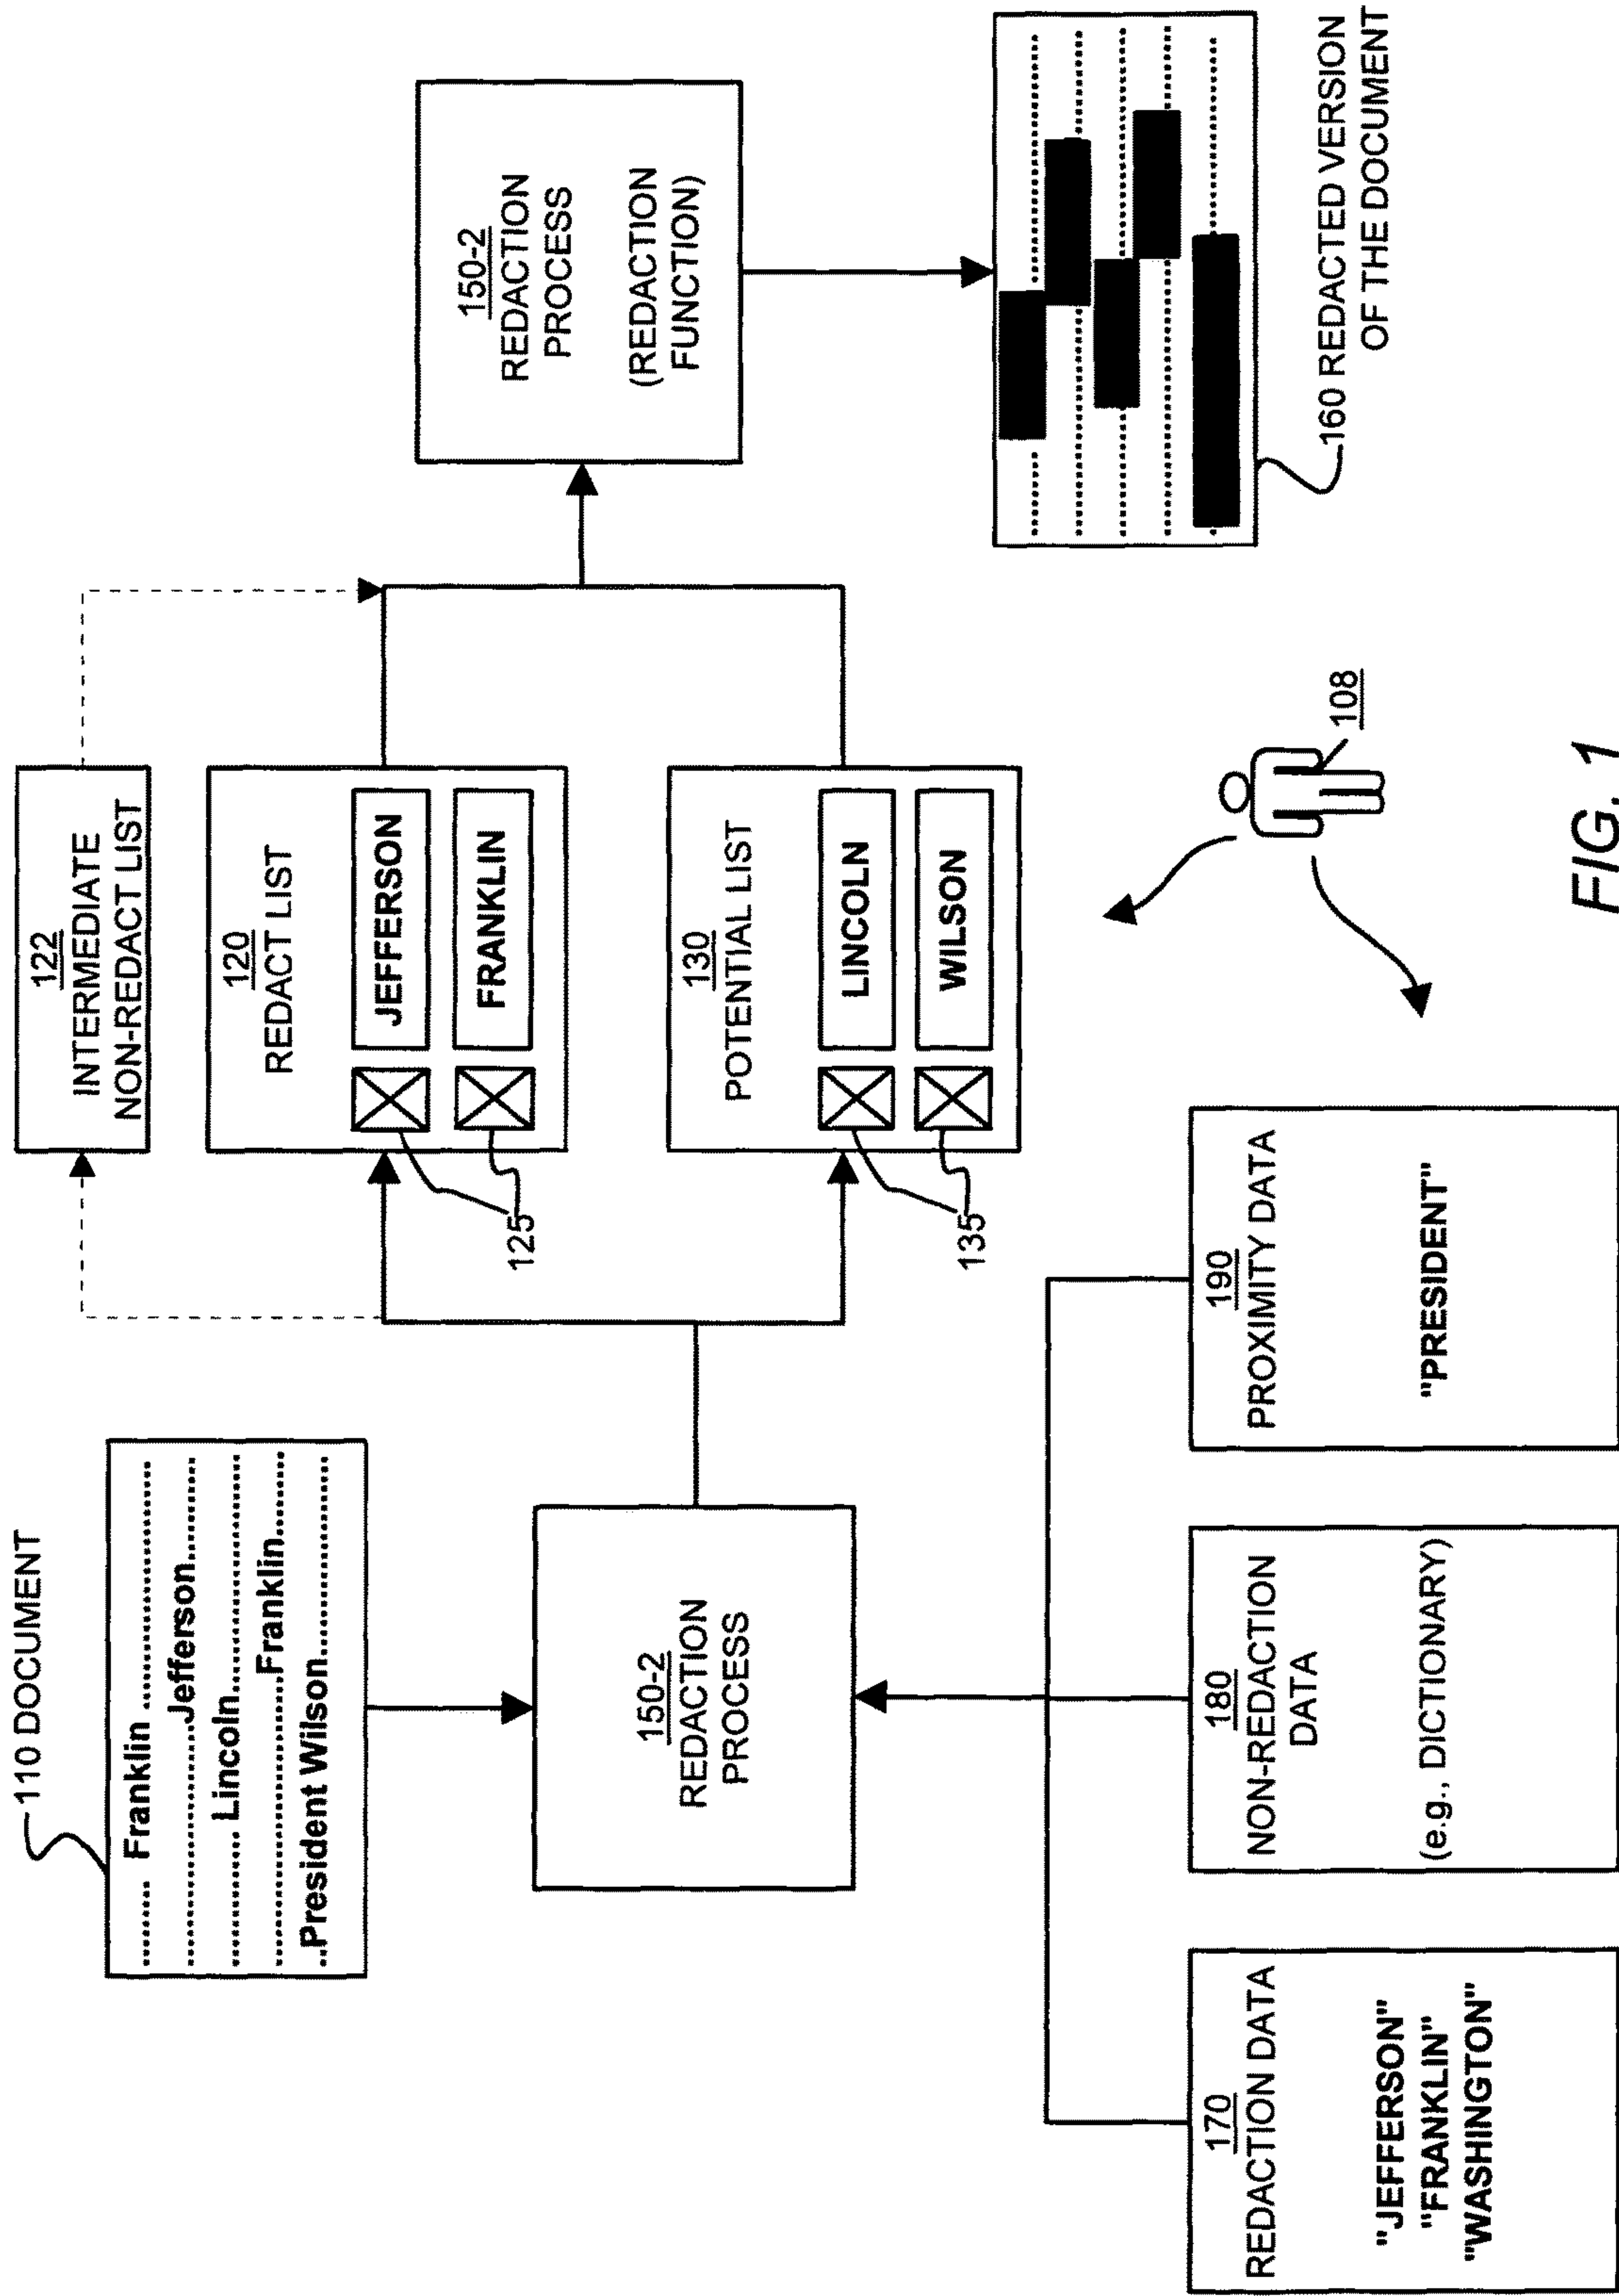 110 DOCUMENT
........ Franklin ......................
......................Jefferson..........
............ Lincoln......................
..........................Franklin........
..President Wilson..................
150-2
REDACTION
PROCESS
170
REDACTION DATA
"JEFFERSON"
"FRANKLIN"
"WASHINGTON"
180
NON-REDACTION
DATA
(e.g., DICTIONARY)
190
PROXIMITY DATA
"PRESIDENT"
122
INTERMEDIATE
NON-REDACT LIST
120
REDACT LIST
JEFFERSON
FRANKLIN
125
130
POTENTIAL LIST
LINCOLN
WILSON
135
108
150-2
REDACTION
PROCESS
(REDACTION
FUNCTION)
160 REDACTED VERSION
OF THE DOCUMENT
FIG. 1